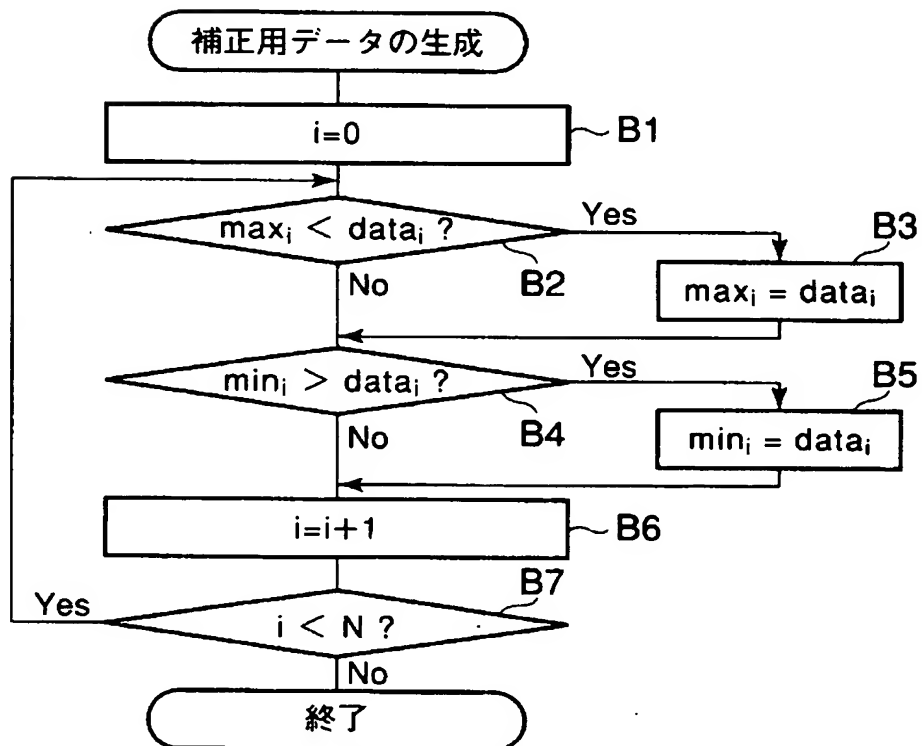 補正用データの生成
i=0
B1
maxᵢ < dataᵢ ?
Yes
B2
B3
No
maxᵢ = dataᵢ
minᵢ > dataᵢ ?
Yes
B4
B5
No
minᵢ = dataᵢ
i=i+1
B6
B7
Yes
i < N ?
No
終了